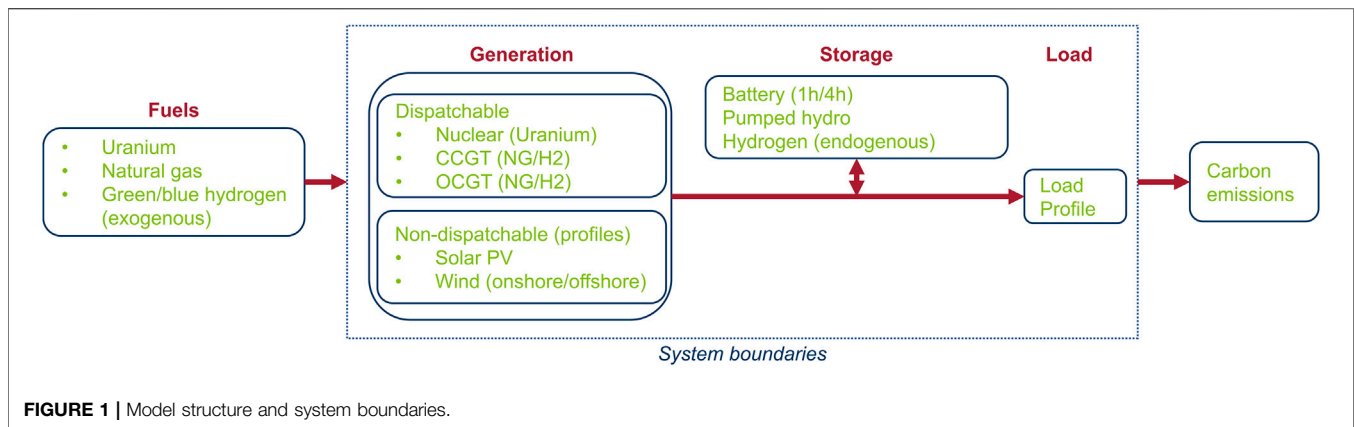 Fuels
• Uranium
• Natural gas
• Green/blue hydrogen
(exogenous)
Generation
Dispatchable
• Nuclear (Uranium)
• CCGT (NG/H2)
• OCGT (NG/H2)
Non-dispatchable (profiles)
• Solar PV
• Wind (onshore/offshore)
Storage
Battery (1h/4h)
Pumped hydro
Hydrogen (endogenous)
Load
Load
Profile
Carbon
emissions
System boundaries
FIGURE 1 | Model structure and system boundaries.